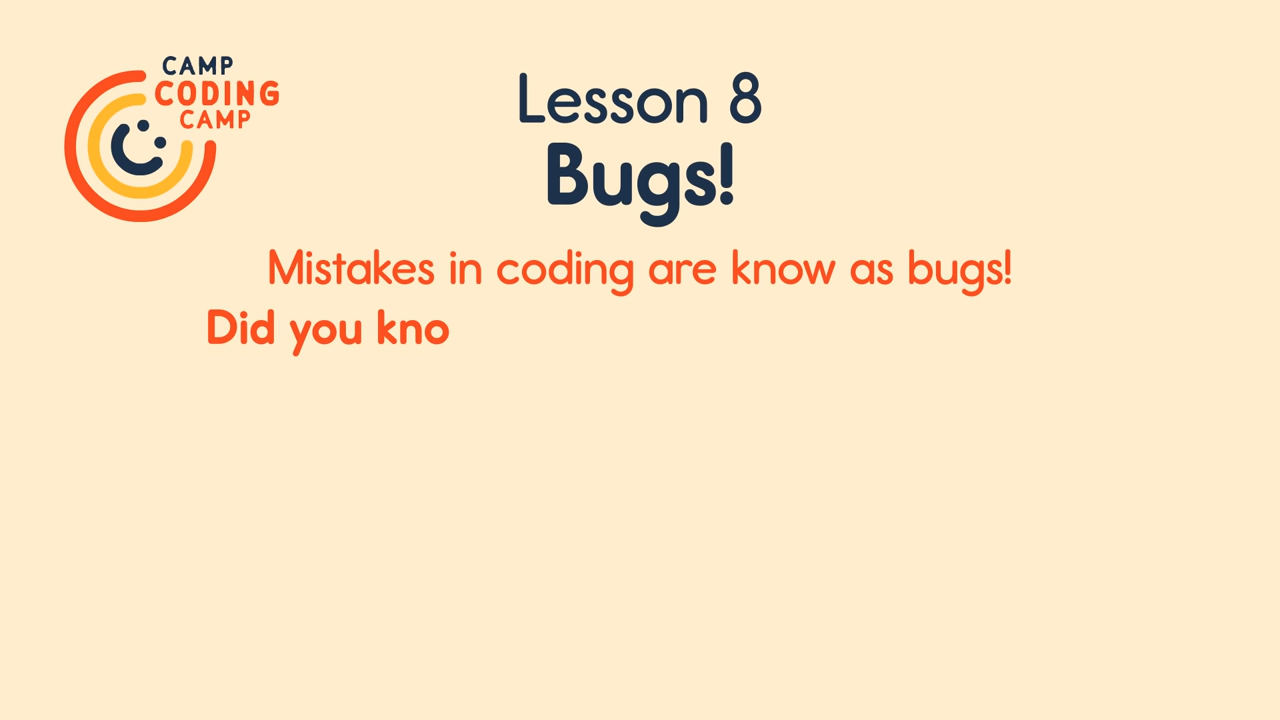 CAMP
CODING
CAMP
Lesson 8
Bugs!
Mistakes in coding are know as bugs!
Did you kno